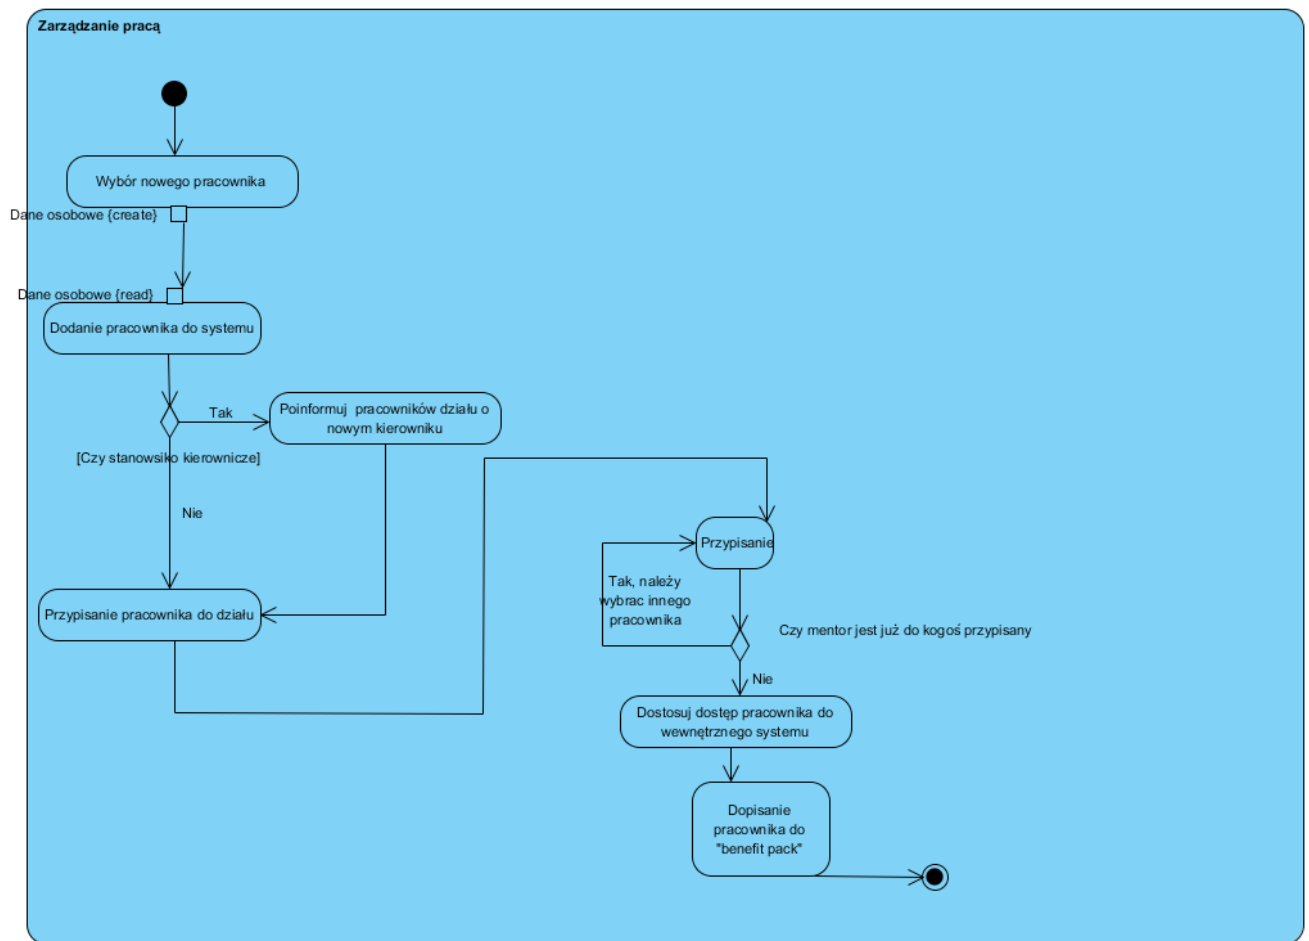 Zarządzanie pracą
Wybór nowego pracownika
Dane osobowe {create}
Dane osobowe {read}
Dodanie pracownika do systemu
Tak
Poinformuj pracowników działu o
nowym kierowniku
[Czy stanowsiko kierownicze]
Nie
Przypisanie pracownika do działu
Przypisanie
Tak, należy
wybrac innego
pracownika
Czy mentor jest już do kogoś przypisany
Nie
Dostosuj dostęp pracownika do
wewnętrznego systemu
Dopisanie
pracownika do
"benefit pack"